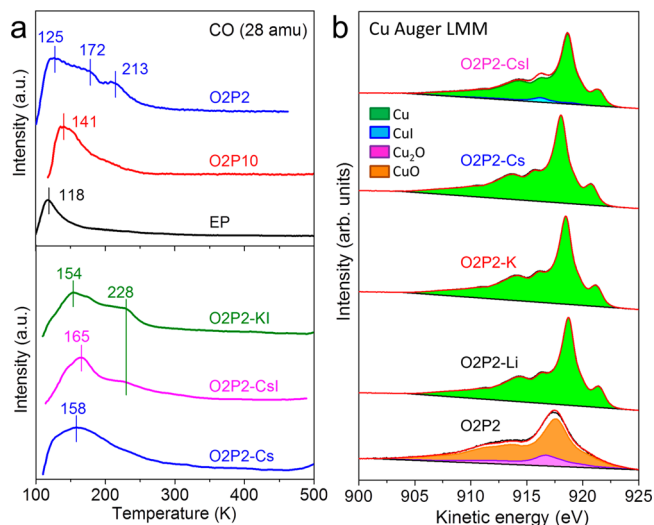 a
CO (28 amu)
125
172
213
O2P2
141
O2P10
118
EP
Intensity (a.u.)
154
228
O2P2-KI
165
O2P2-CsI
158
O2P2-Cs
Intensity (a.u.)
100 200 300 400 500
Temperature (K)
b
Cu Auger LMM
O2P2-CsI
Cu
CuI
Cu₂O
CuO
O2P2-Cs
O2P2-K
O2P2-Li
O2P2
Intensity (arb. units)
900 905 910 915 920 925
Kinetic energy (eV)